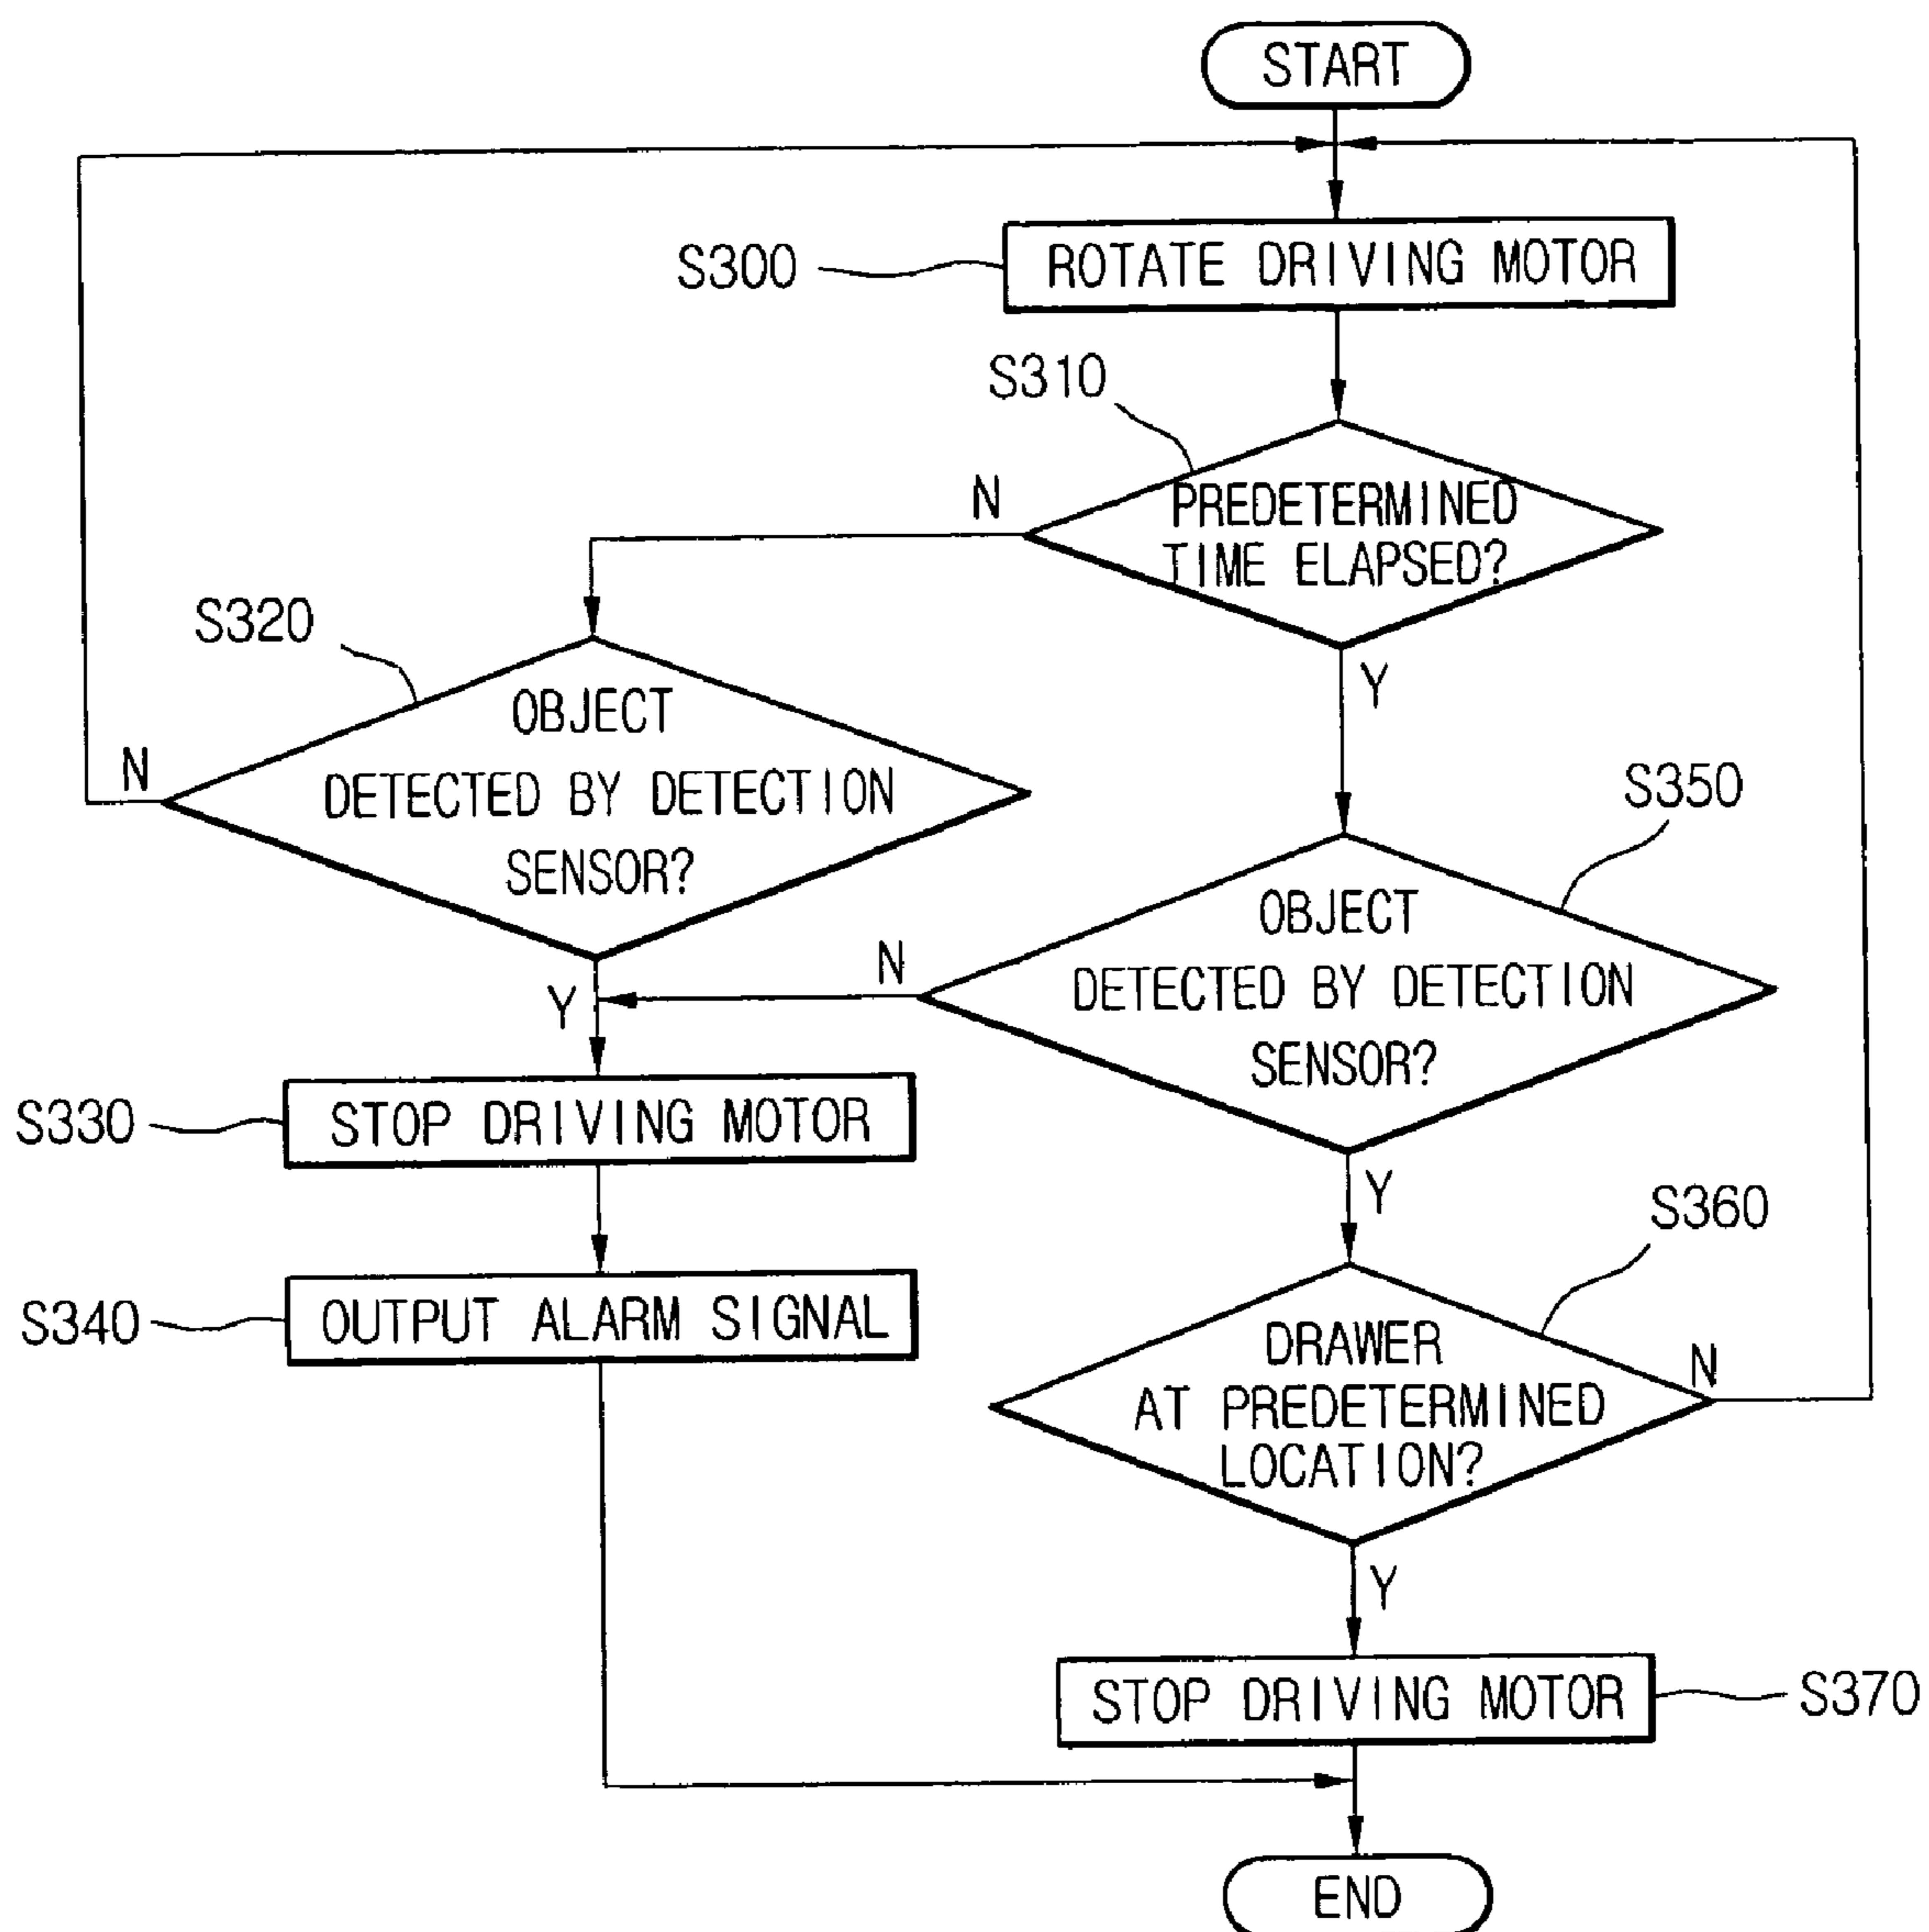 START
S300
ROTATE DRIVING MOTOR
S310
N
PREDETERMINED
TIME ELAPSED?
Y
S320
OBJECT
DETECTED BY DETECTION
SENSOR?
N
Y
S350
OBJECT
DETECTED BY DETECTION
SENSOR?
N
Y
S330
STOP DRIVING MOTOR
S340
OUTPUT ALARM SIGNAL
S360
DRAWER
AT PREDETERMINED
LOCATION?
N
Y
STOP DRIVING MOTOR
S370
END